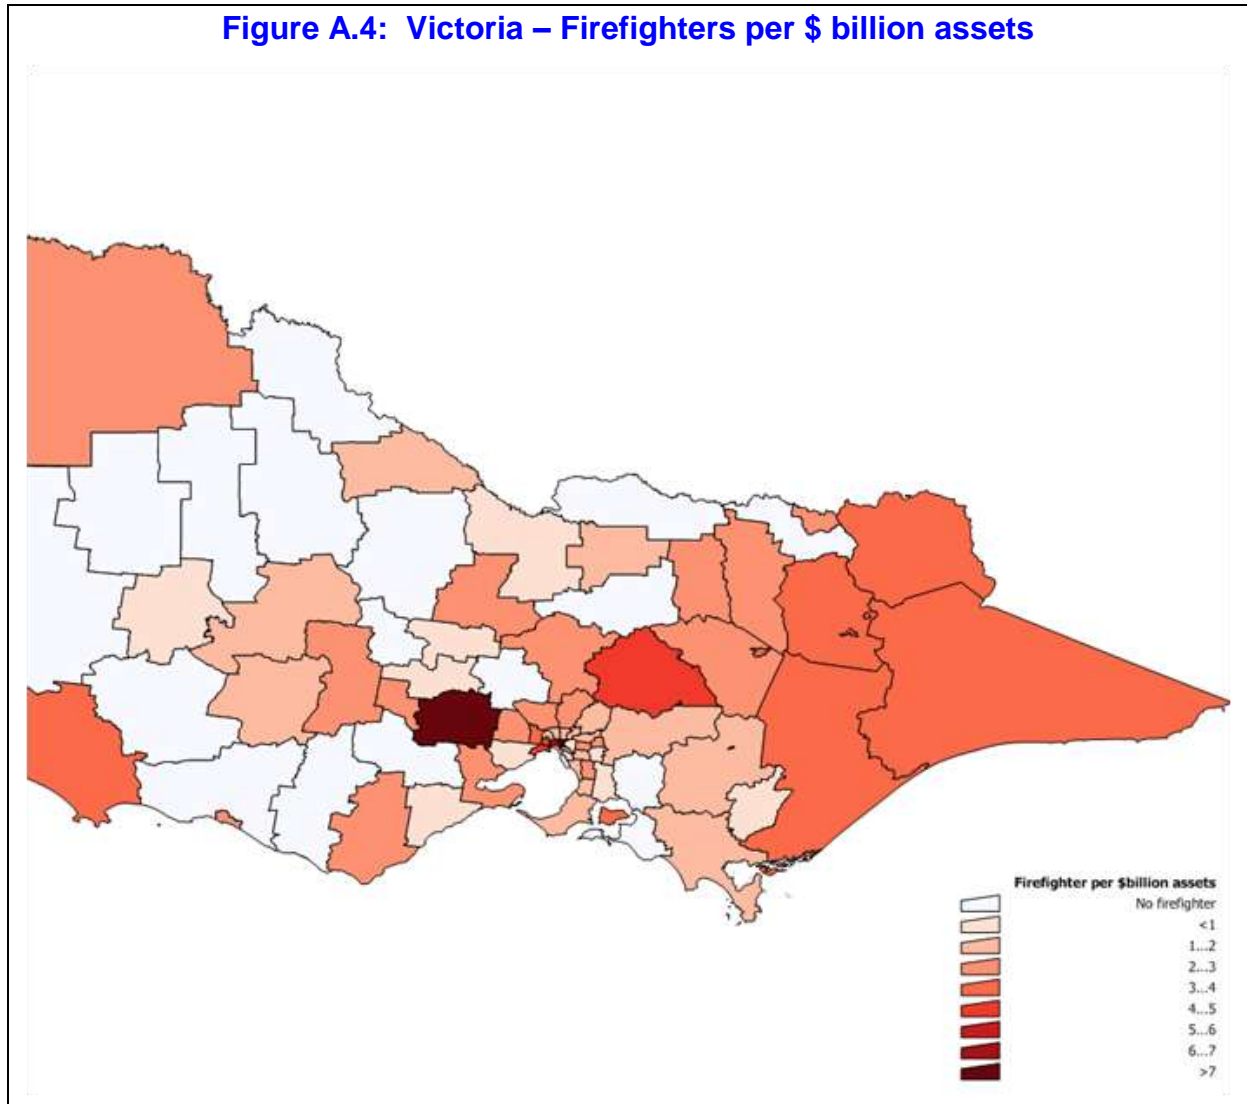 Figure A.4:  Victoria – Firefighters per $ billion assets
Firefighter per $billion assets
No firefighter
<1
1...2
2...3
3...4
4...5
5...6
6...7
>7